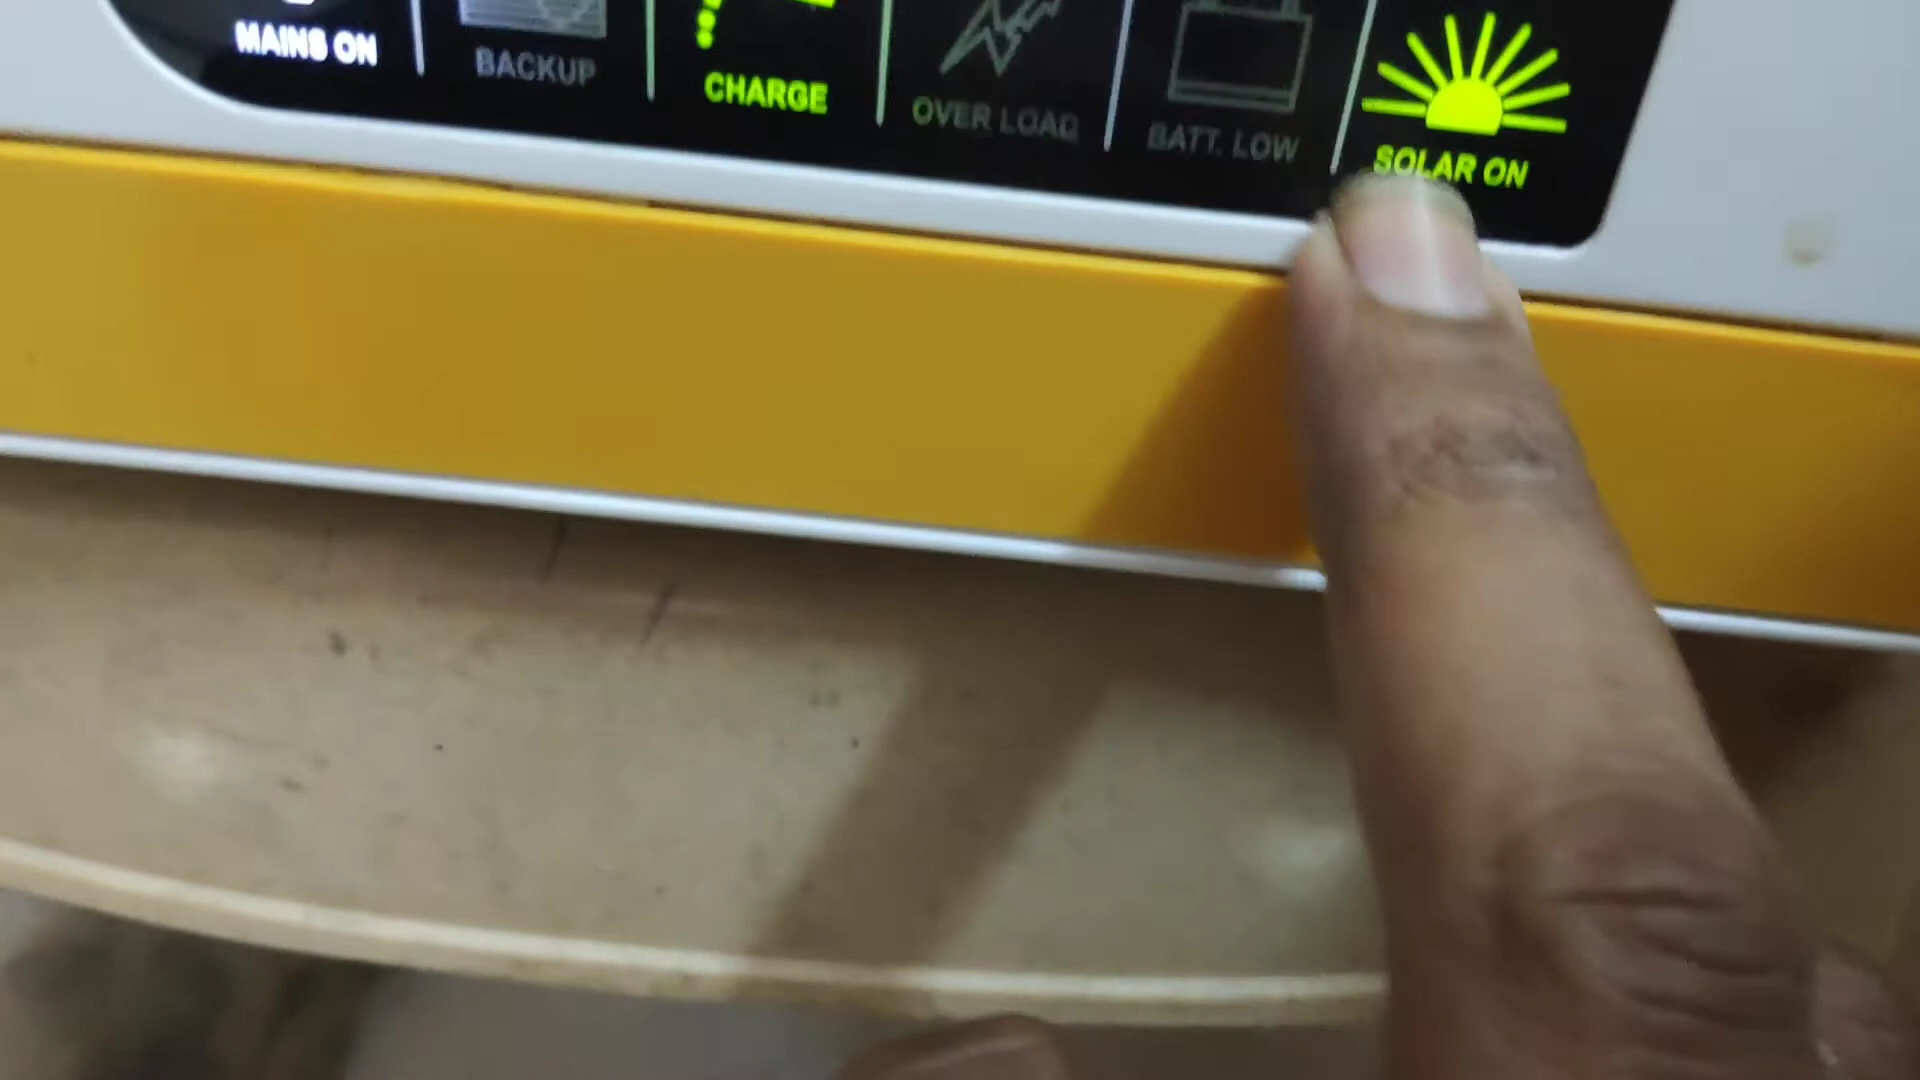 MAINS ON
BACKUP
CHARGE
OVER LOAD
BATT. LOW
SOLAR ON